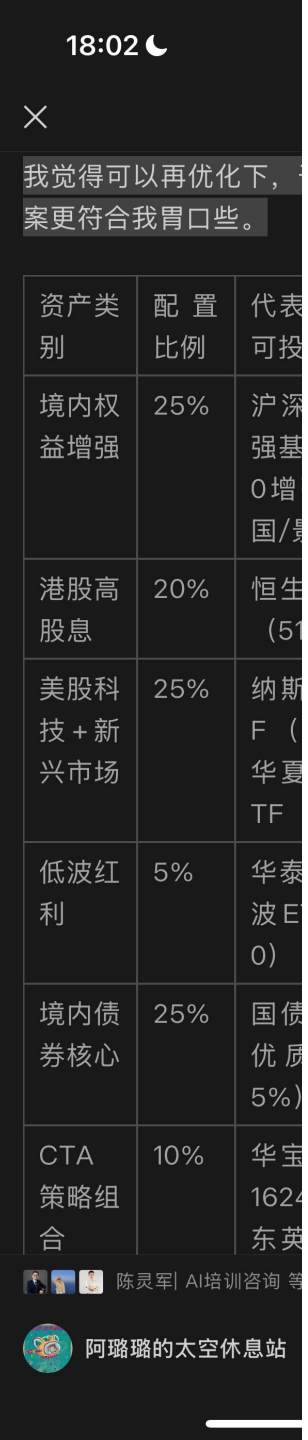 18:02
我觉得可以再优化下，
案更符合我胃口些。
资产类 配置 代表
别 比例 可投
境内权 25% 沪深
益增强 强基
0增
国/
港股高 20% 恒生
股息 （51
美股科 25% 纳斯
技+新 F（
兴市场 华夏
TF
低波红 5% 华泰
利 波E
0）
境内债 25% 国债
券核心 优质
5%）
CTA 10% 华宝
策略组 1624
合 东英
陈灵军| AI培训咨询 等
阿璐璐的太空休息站